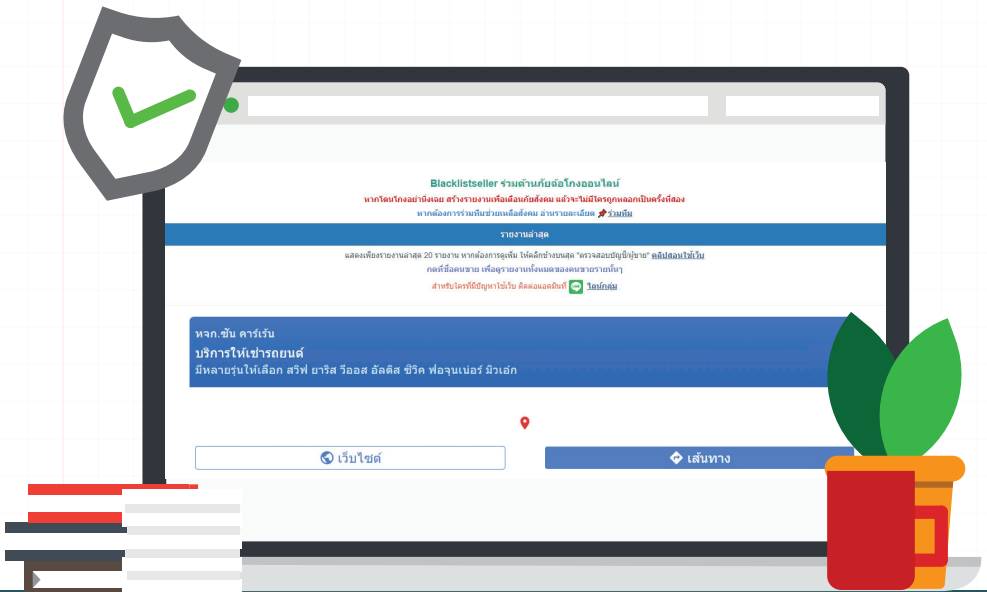 Blacklistseller ร่วมต้านภัยฉ้อโกงออนไลน์
หากโดนโกงอย่านิ่งเฉย สร้างรายงานเพื่อเตือนภัยสังคม แล้วจะไม่มีใครถูกหลอกเป็นครั้งที่สอง
หากต้องการร่วมทีมช่วยเหลือสังคม อ่านรายละเอียด 📌ร่วมทีม
รายงานล่าสุด
แสดงเพียงรายงานล่าสุด 20 รายงาน หากต้องการดูเพิ่ม ให้คลิกข้างบนสุด "ตรวจสอบบัญชี/ผู้ขาย" คลิปสอนใช้เว็บ
กดที่ชื่อคนขาย เพื่อดูรายงานทั้งหมดของคนขายรายนั้นๆ
สำหรับใครที่มีปัญหาใช้เว็บ ติดต่อแอดมินที่ ไลน์กลุ่ม
หจก.ซัน คาร์เร้น
บริการให้เช่ารถยนต์
มีหลายรุ่นให้เลือก สวิฟ ยาริส วีออส อัลติส ซิวิค ฟอจุนเนอร์ มิวเอ่ก
เว็บไซต์
เส้นทาง